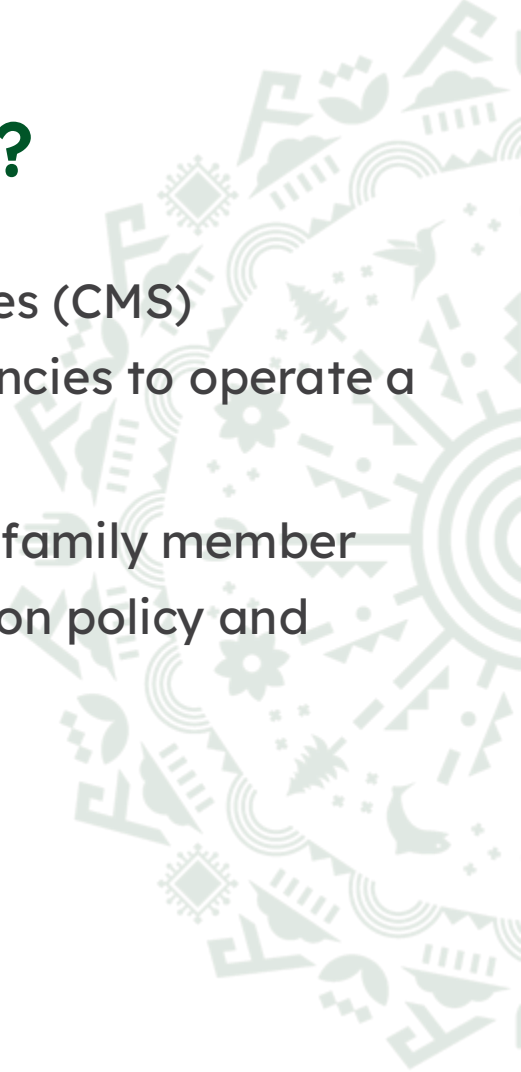 ?
es (CMS)
ncies to operate a
family member
on policy and